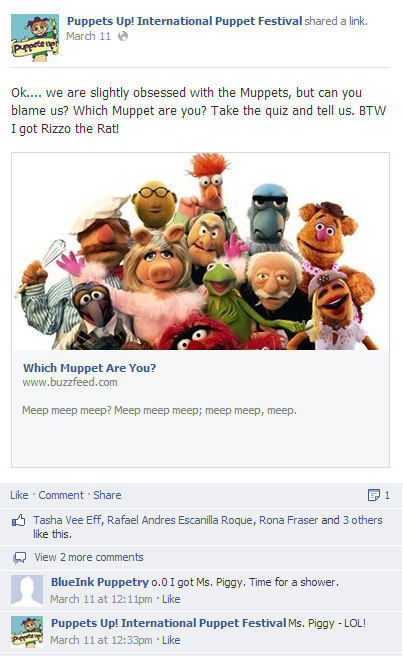 Puppets Up!
Puppets Up! International Puppet Festival shared a link.
March 11
Ok.... we are slightly obsessed with the Muppets, but can you
blame us? Which Muppet are you? Take the quiz and tell us. BTW
I got Rizzo the Rat!
Which Muppet Are You?
www.buzzfeed.com
Meep meep meep? Meep meep meep; meep meep, meep.
Like · Comment · Share
1
Tasha Vee Eff, Rafael Andres Escanilla Roque, Rona Fraser and 3 others
like this.
View 2 more comments
BlueInk Puppetry o.0 I got Ms. Piggy. Time for a shower.
March 11 at 12:11pm · Like
Puppets Up!
Puppets Up! International Puppet Festival Ms. Piggy - LOL!
March 11 at 12:33pm · Like